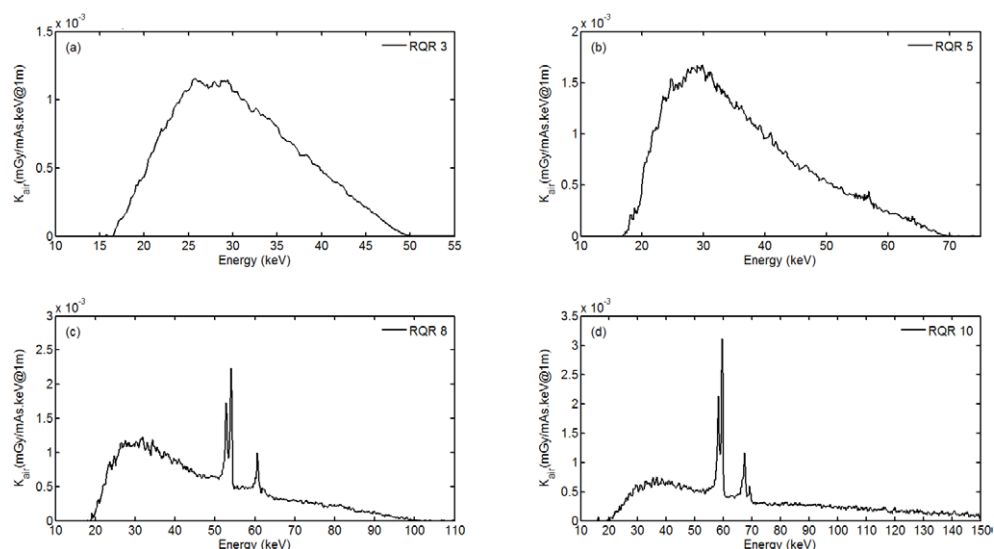 x 10⁻³
(a)
RQR 3
1.5
1
0.5
0
K_air(mGy/mAs.keV@1m)
10 15 20 25 30 35 40 45 50 55
Energy (keV)
x 10⁻³
(b)
RQR 5
2
1.5
1
0.5
0
K_air(mGy/mAs.keV@1m)
10 20 30 40 50 60 70
Energy (keV)
x 10⁻³
(c)
RQR 8
3
2.5
2
1.5
1
0.5
0
K_air(mGy/mAs.keV@1m)
10 20 30 40 50 60 70 80 90 100 110
Energy (keV)
x 10⁻³
(d)
RQR 10
3.5
3
2.5
2
1.5
1
0.5
0
K_air(mGy/mAs.keV@1m)
10 20 30 40 50 60 70 80 90 100 110 120 130 140 150
Energy (keV)